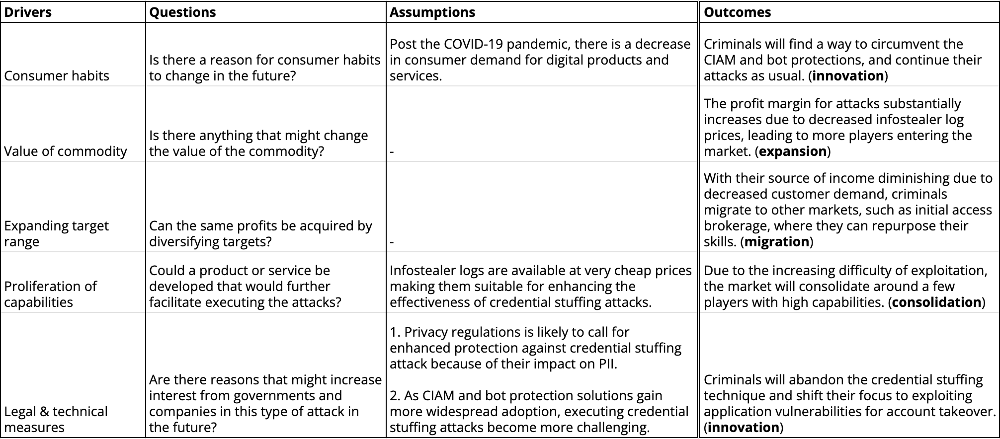 Drivers
Questions
Assumptions
Outcomes
Consumer habits
Is there a reason for consumer habits
to change in the future?
Post the COVID-19 pandemic, there is a decrease
in consumer demand for digital products and
services.
Criminals will find a way to circumvent the
CIAM and bot protections, and continue their
attacks as usual. (innovation)
Value of commodity
Is there anything that might change
the value of the commodity?
-
The profit margin for attacks substantially
increases due to decreased infostealer log
prices, leading to more players entering the
market. (expansion)
Expanding target
range
Can the same profits be acquired by
diversifying targets?
-
With their source of income diminishing due to
decreased customer demand, criminals
migrate to other markets, such as initial access
brokerage, where they can repurpose their
skills. (migration)
Proliferation of
capabilities
Could a product or service be
developed that would further
facilitate executing the attacks?
Infostealer logs are available at very cheap prices
making them suitable for enhancing the
effectiveness of credential stuffing attacks.
Due to the increasing difficulty of exploitation,
the market will consolidate around a few
players with high capabilities. (consolidation)
Legal & technical
measures
Are there reasons that might increase
interest from governments and
companies in this type of attack in
the future?
1. Privacy regulations is likely to call for
enhanced protection against credential stuffing
attack because of their impact on PII.
2. As CIAM and bot protection solutions gain
more widespread adoption, executing credential
stuffing attacks become more challenging.
Criminals will abandon the credential stuffing
technique and shift their focus to exploiting
application vulnerabilities for account takeover.
(innovation)